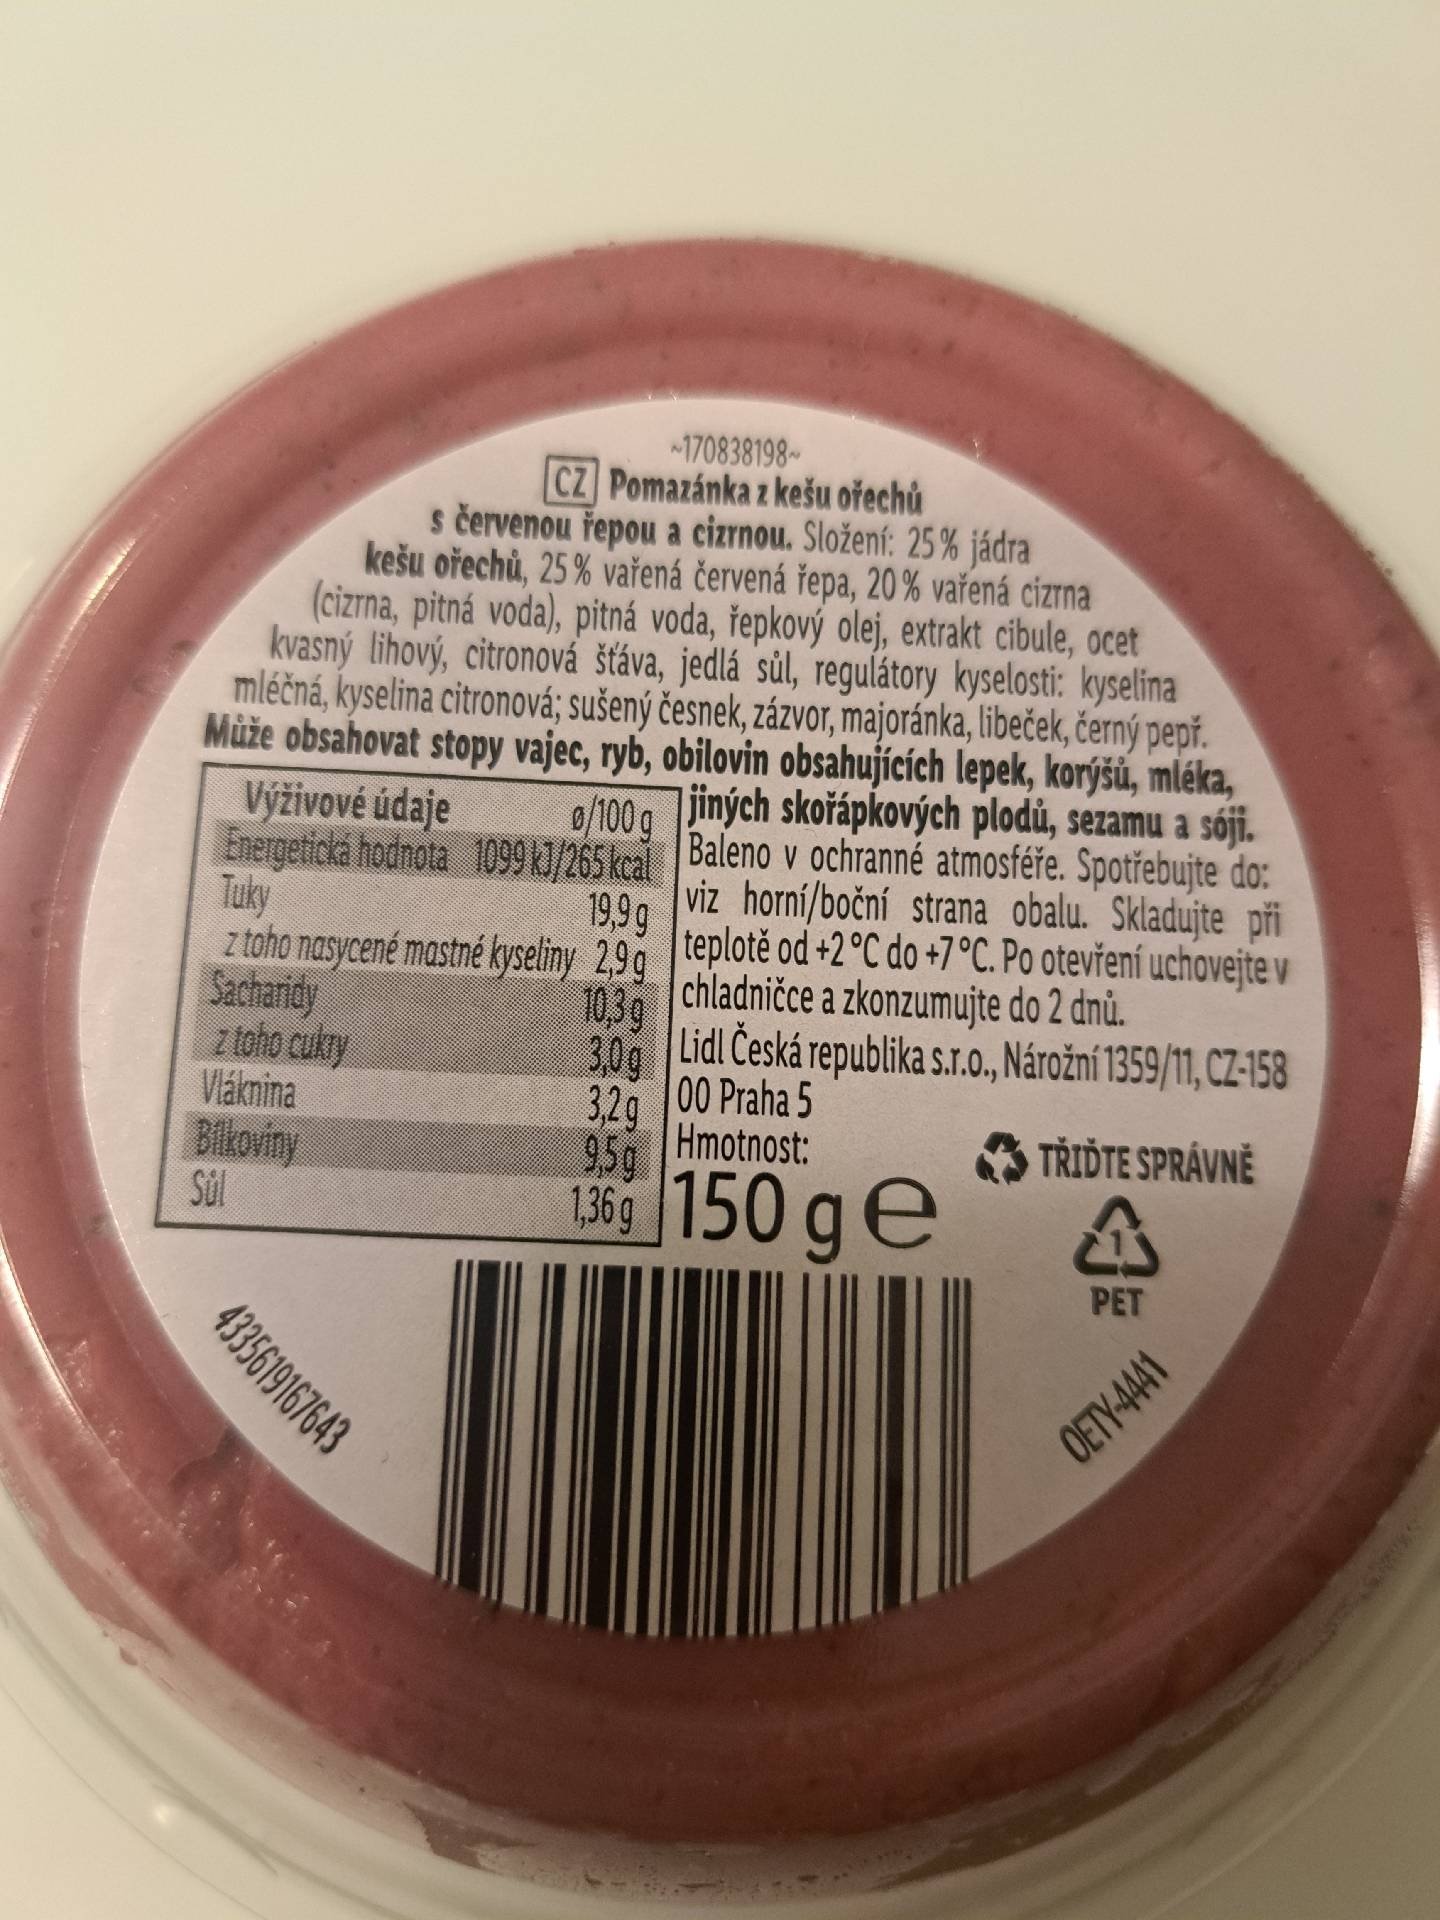 ~170838198~
CZ Pomazánka z kešu ořechů
s červenou řepou a cizrnou. Složení: 25 % jádra
kešu ořechů, 25 % vařená červená řepa, 20 % vařená cizrna
(cizrna, pitná voda), pitná voda, řepkový olej, extrakt cibule, ocet
kvasný lihový, citronová šťáva, jedlá sůl, regulátory kyselosti: kyselina
mléčná, kyselina citronová; sušený česnek, zázvor, majoránka, libeček, černý pepř.
Může obsahovat stopy vajec, ryb, obilovin obsahujících lepek, korýšů, mléka,
jiných skořápkových plodů, sezamu a sóji.
Výživové údaje ø/100 g
Energetická hodnota 1099 kJ/265 kcal
Tuky 19,9 g
z toho nasycené mastné kyseliny 2,9 g
Sacharidy 10,3 g
z toho cukry 3,0 g
Vláknina 3,2 g
Bílkoviny 9,5 g
Sůl 1,36 g
Baleno v ochranné atmosféře. Spotřebujte do:
viz horní/boční strana obalu. Skladujte při
teplotě od +2 °C do +7 °C. Po otevření uchovejte v
chladničce a zkonzumujte do 2 dnů.
Lidl Česká republika s.r.o., Nárožní 1359/11, CZ-158
00 Praha 5
Hmotnost:
150 g e
TŘIĎTE SPRÁVNĚ
1
PET
4335619167643
OETY-4441